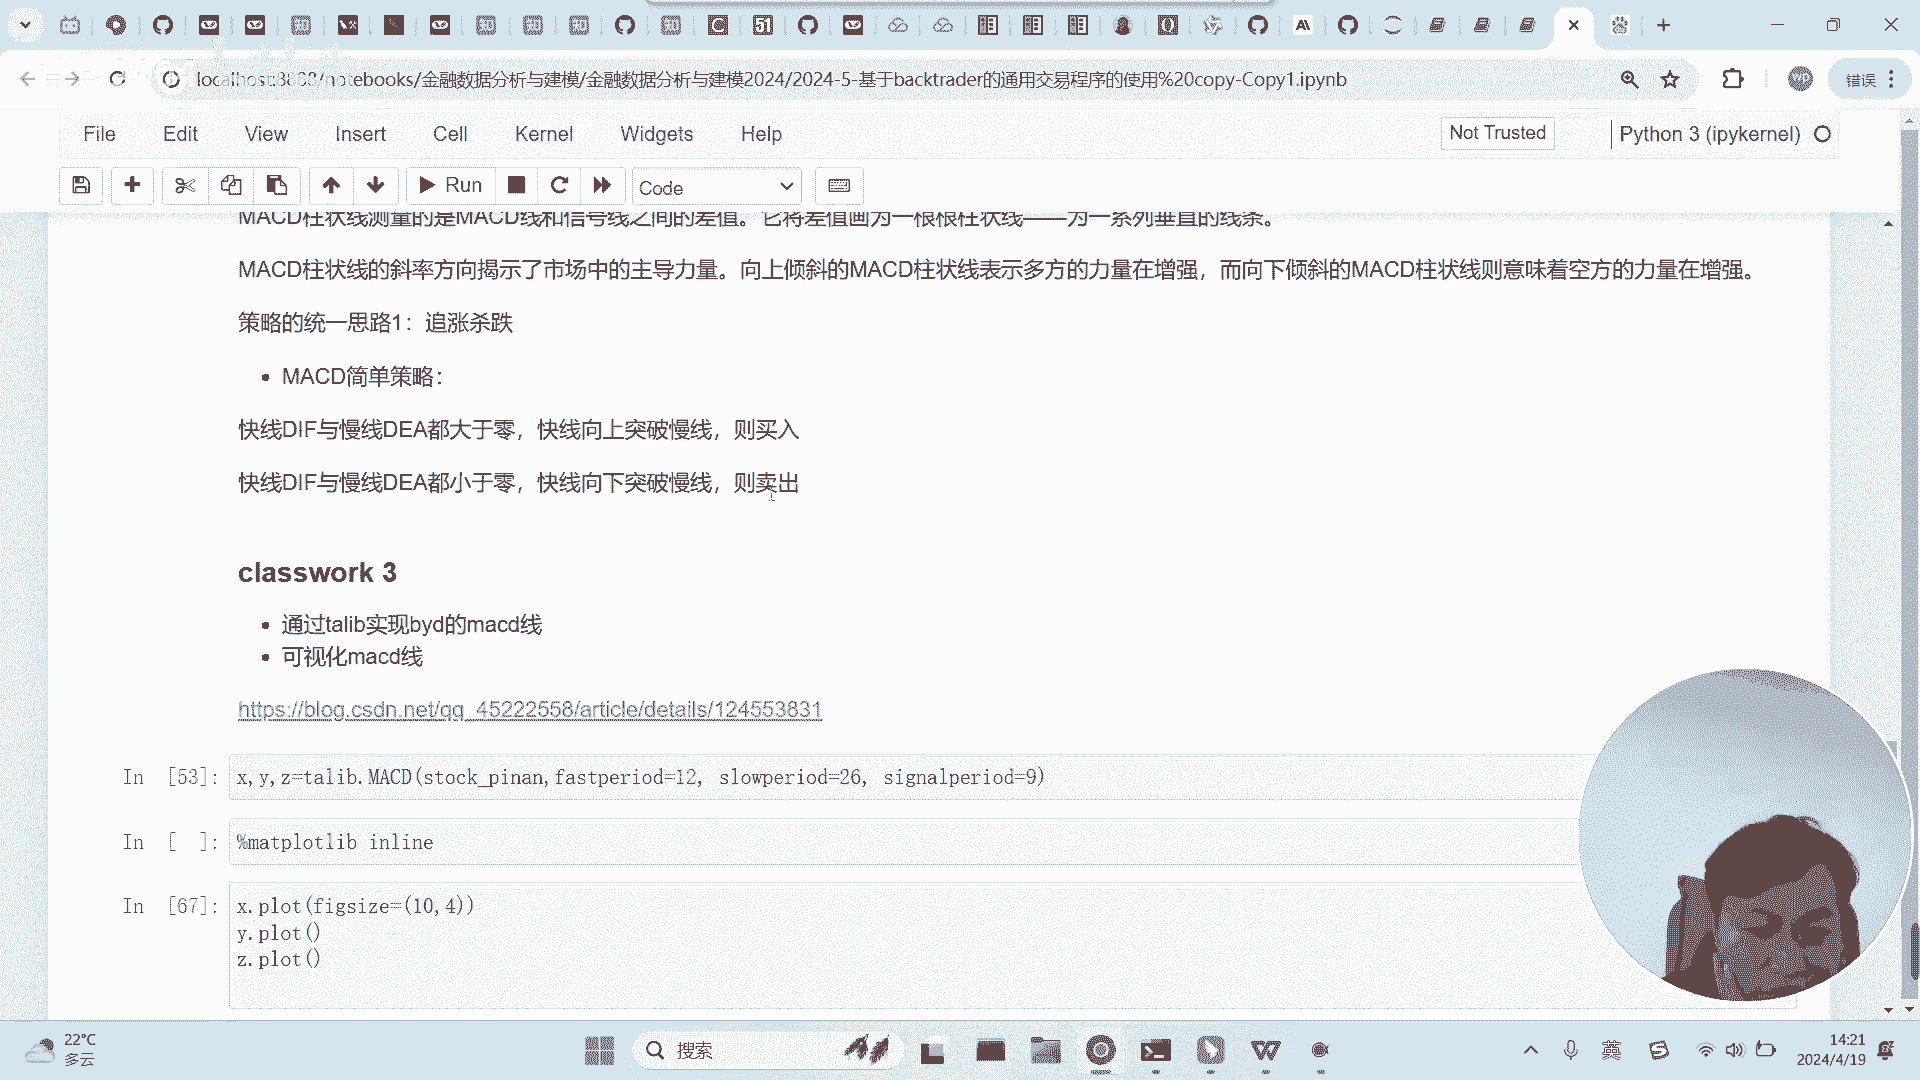 错误
localhost:8888/notebooks/金融数据分析与建模/金融数据分析与建模2024/2024-5-基于backtrader的通用交易程序的使用%20copy-Copy1.ipynb
File Edit View Insert Cell Kernel Widgets Help Not Trusted Python 3 (ipykernel)
Run Code
MACD柱状线测量的是MACD线和信号线之间的差值。它将差值画为一根根柱状线——为一系列垂直的线条。
MACD柱状线的斜率方向揭示了市场中的主导力量。向上倾斜的MACD柱状线表示多方的力量在增强，而向下倾斜的MACD柱状线则意味着空方的力量在增强。
策略的统一思路1：追涨杀跌
• MACD简单策略：
快线DIF与慢线DEA都大于零，快线向上突破慢线，则买入
快线DIF与慢线DEA都小于零，快线向下突破慢线，则卖出
classwork 3
• 通过talib实现byd的macd线
• 可视化macd线
https://blog.csdn.net/qq_45222558/article/details/124553831
In [53]: x,y,z=talib.MACD(stock_pinan,fastperiod=12, slowperiod=26, signalperiod=9)
In [ ]: %matplotlib inline
In [67]: x.plot(figsize=(10,4))
y.plot()
z.plot()
22°C
多云
搜索
英
14:21
2024/4/19